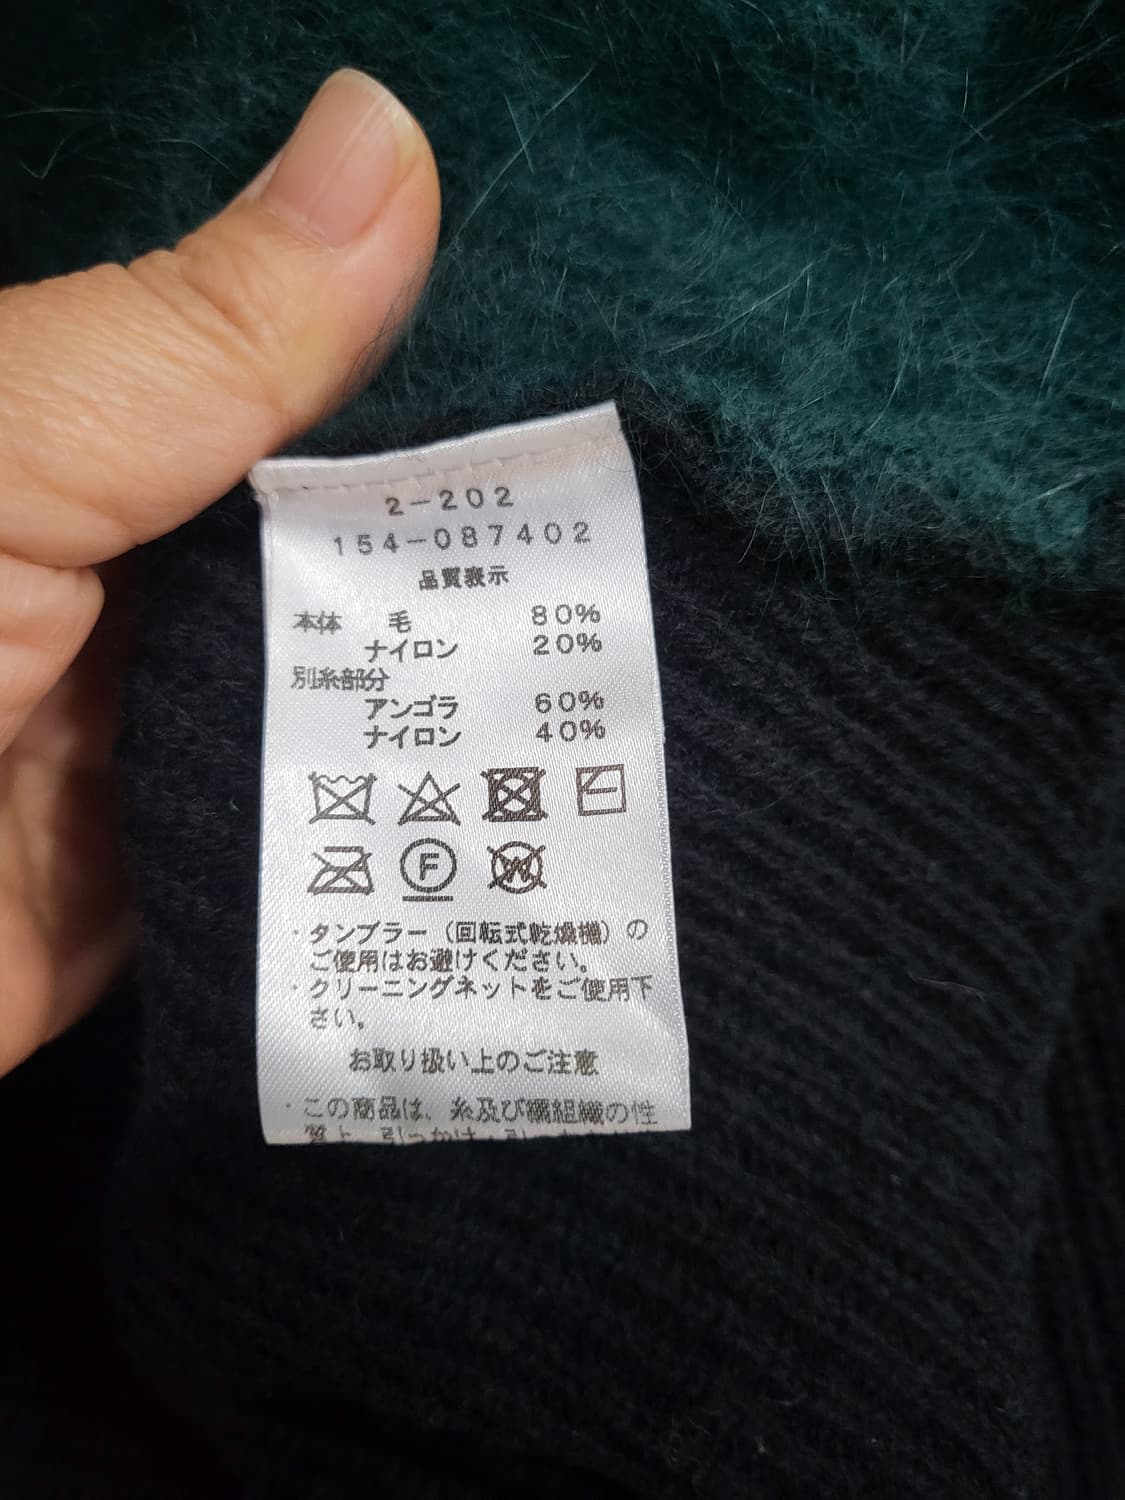 2-202
154-087402
品質表示
本体 毛 80%
ナイロン 20%
別糸部分
アンゴラ 60%
ナイロン 40%
F W
・タンブラー（回転式乾燥機）の
ご使用はお避けください。
・クリーニングネットをご使用下
さい。
お取り扱い上のご注意
・この商品は、糸及び編組織の性